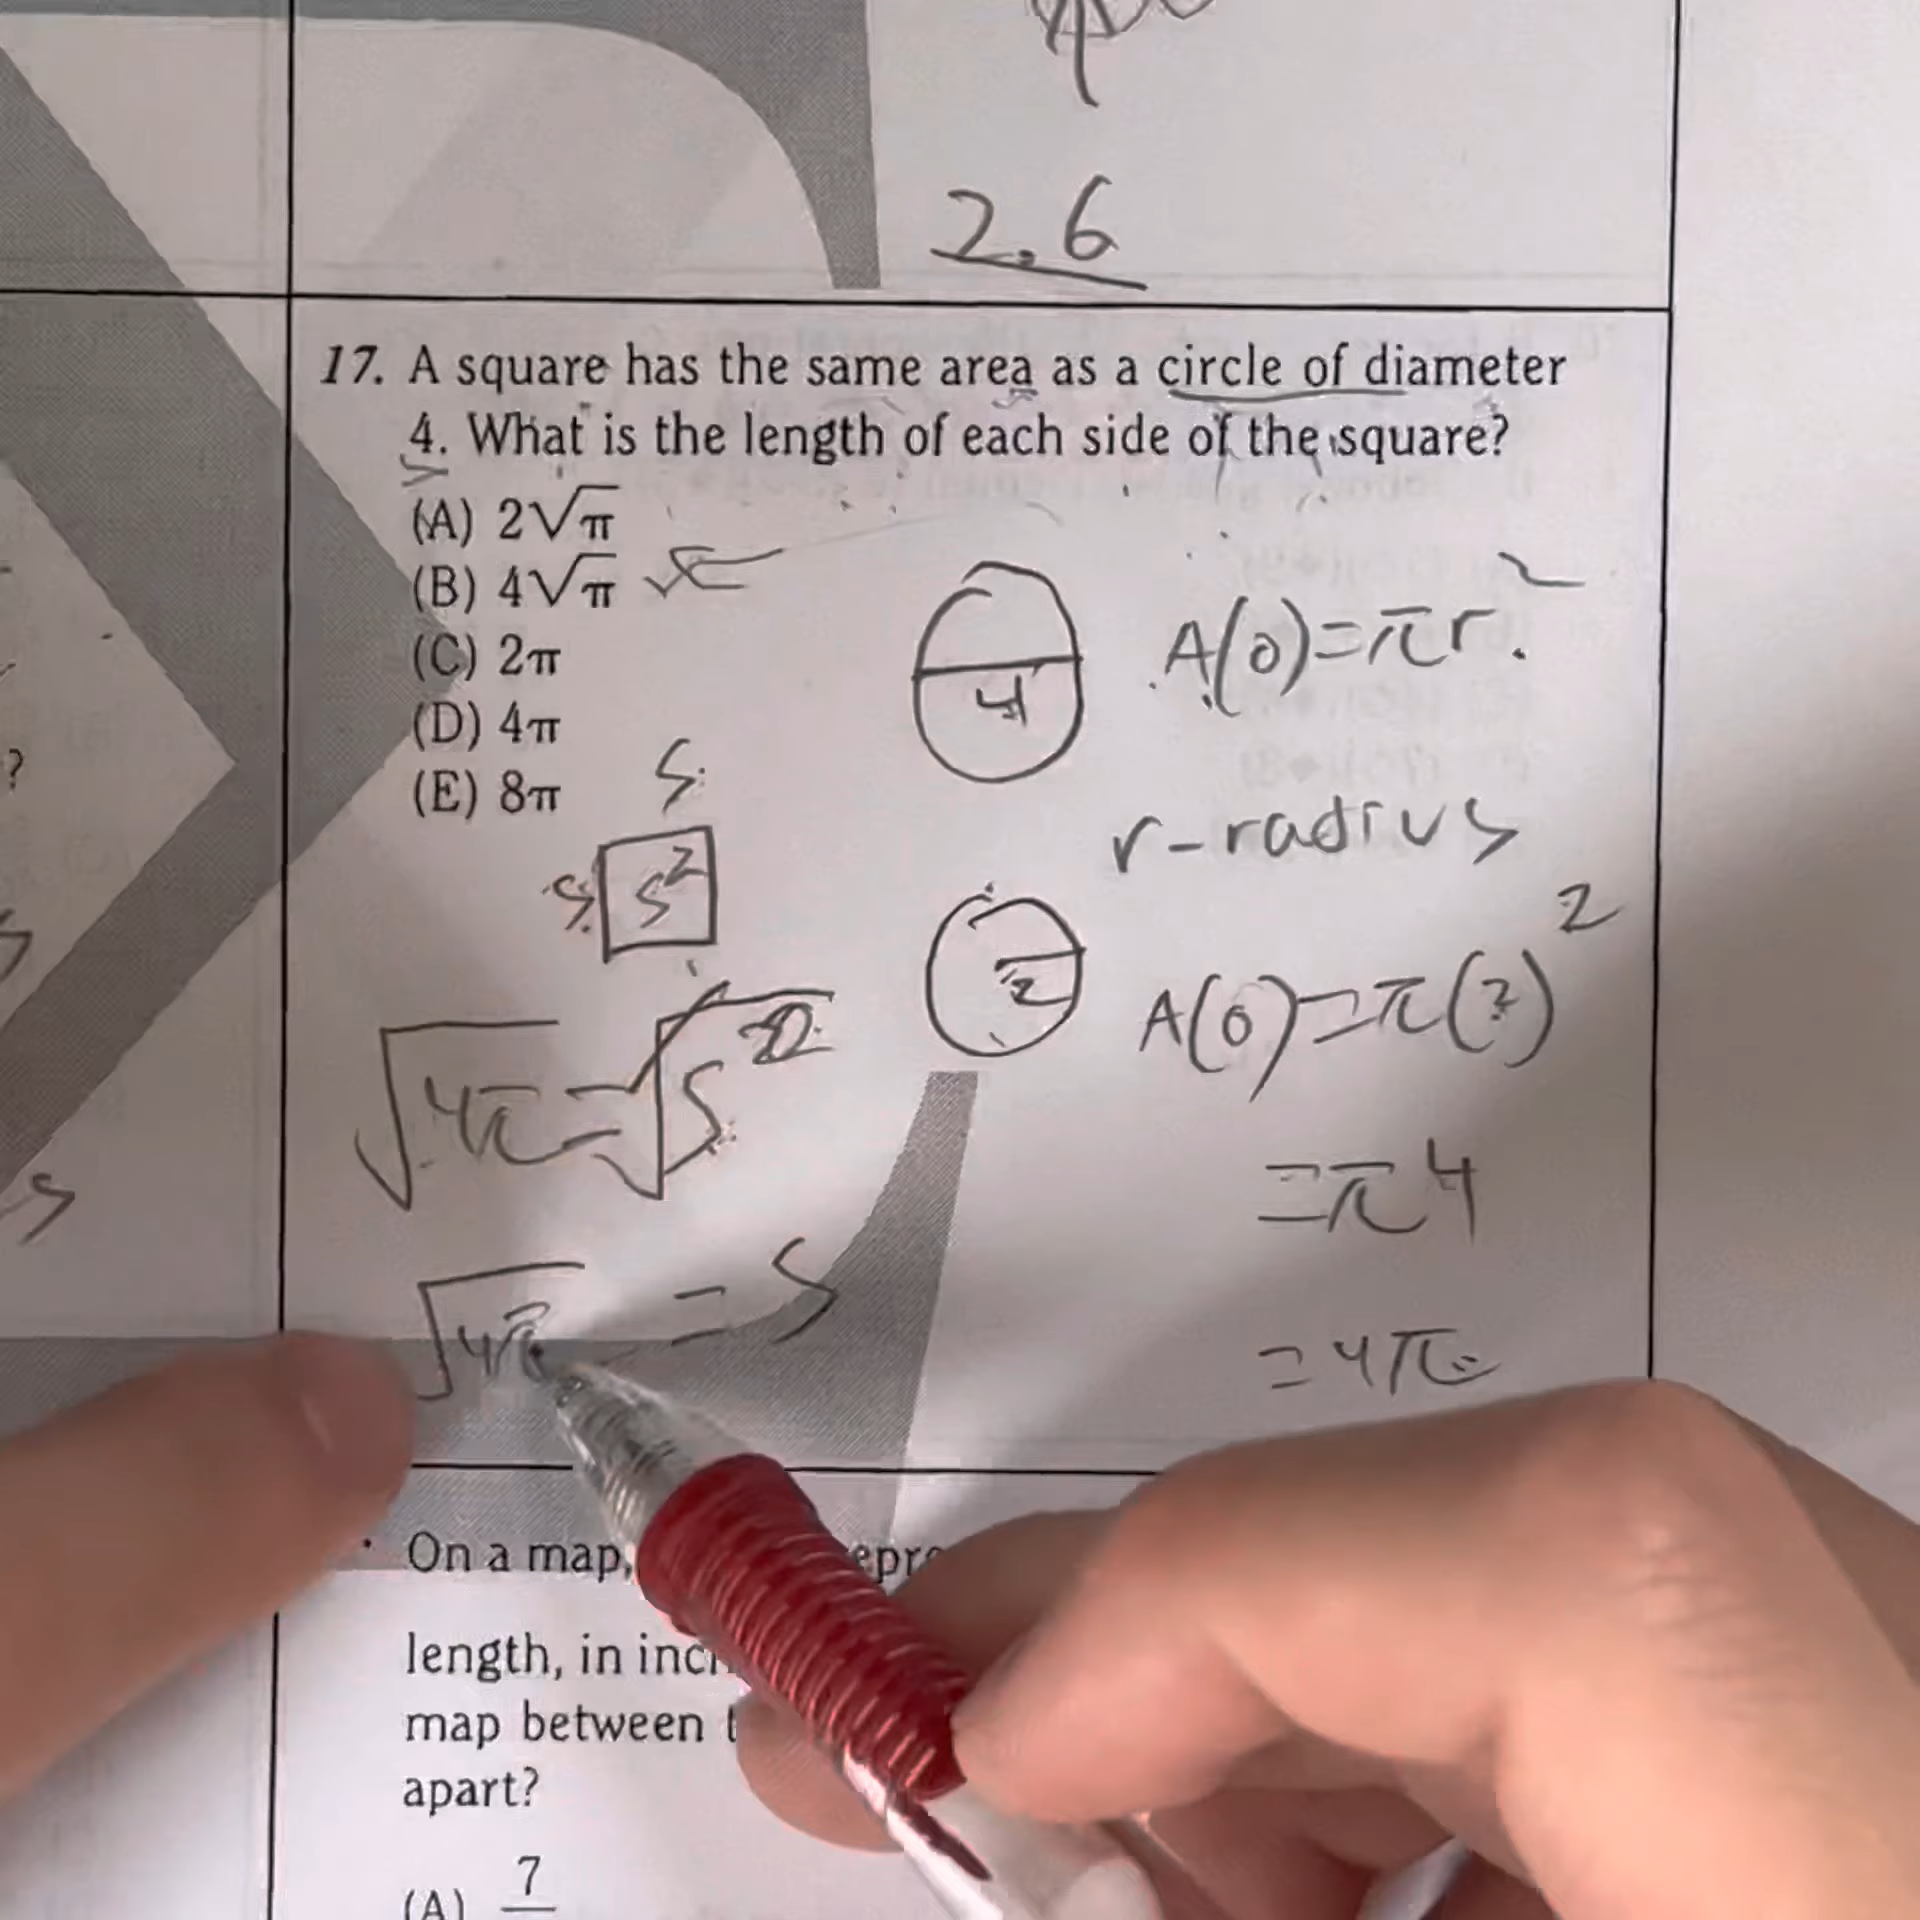 2.6
17. A square has the same area as a circle of diameter
4. What is the length of each side of the square?
(A) 2√π
(B) 4√π
(C) 2π
(D) 4π
(E) 8π
4
A(0)=πr²
r-radius
S
S
S²
2
A(0)=π(2)²
√4π=√S²
=π4
√4π = S
=4π
?
S
On a map,
length, in inc
map between t
apart?
(A) 7